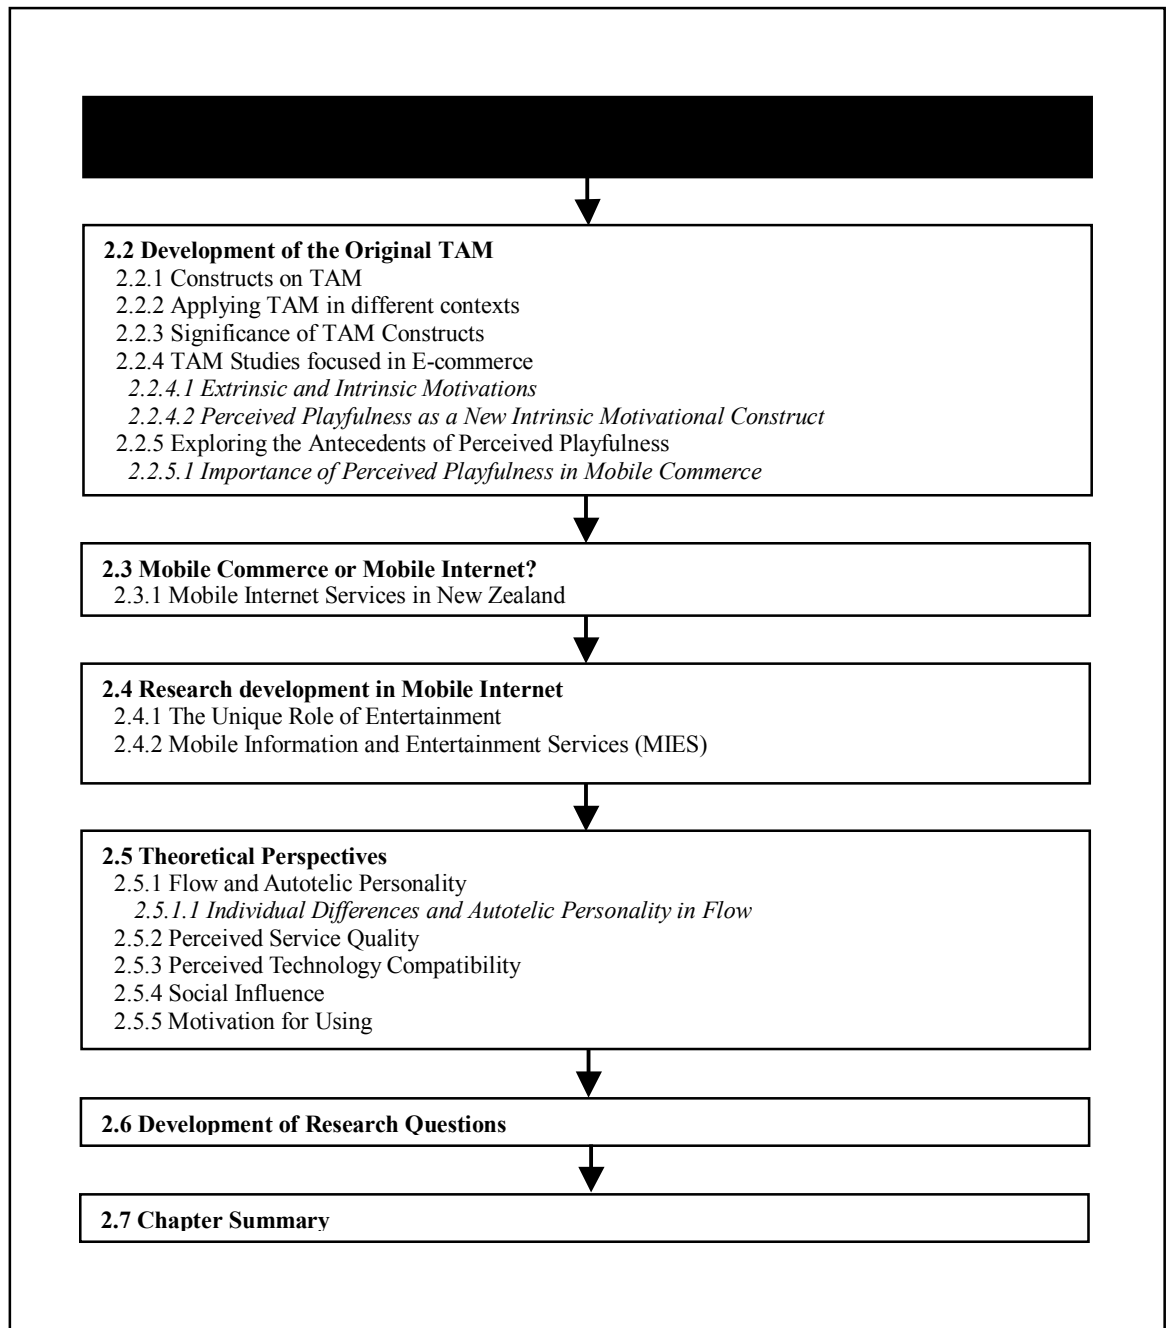 2.2 Development of the Original TAM
2.2.1 Constructs on TAM
2.2.2 Applying TAM in different contexts
2.2.3 Significance of TAM Constructs
2.2.4 TAM Studies focused in E-commerce
2.2.4.1 Extrinsic and Intrinsic Motivations
2.2.4.2 Perceived Playfulness as a New Intrinsic Motivational Construct
2.2.5 Exploring the Antecedents of Perceived Playfulness
2.2.5.1 Importance of Perceived Playfulness in Mobile Commerce
2.3 Mobile Commerce or Mobile Internet?
2.3.1 Mobile Internet Services in New Zealand
2.4 Research development in Mobile Internet
2.4.1 The Unique Role of Entertainment
2.4.2 Mobile Information and Entertainment Services (MIES)
2.5 Theoretical Perspectives
2.5.1 Flow and Autotelic Personality
2.5.1.1 Individual Differences and Autotelic Personality in Flow
2.5.2 Perceived Service Quality
2.5.3 Perceived Technology Compatibility
2.5.4 Social Influence
2.5.5 Motivation for Using
2.6 Development of Research Questions
2.7 Chapter Summary